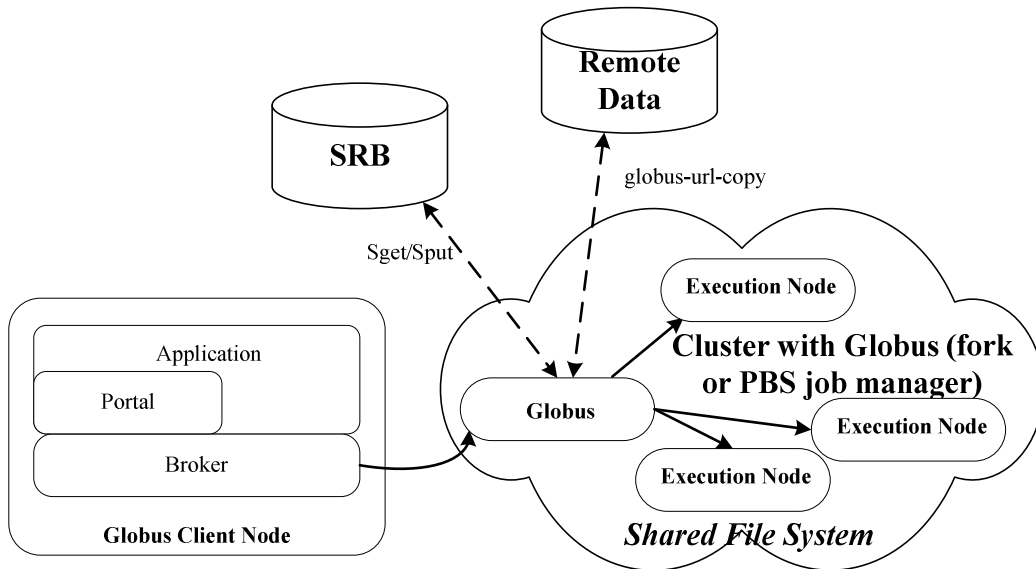 Remote
Data
SRB
globus-url-copy
Sget/Sput
Execution Node
Application
Cluster with Globus (fork
or PBS job manager)
Portal
Globus
Execution Node
Broker
Execution Node
Globus Client Node
Shared File System